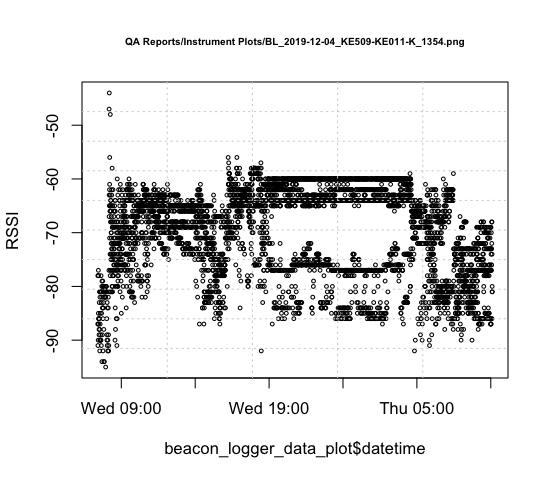 QA Reports/Instrument Plots/BL_2019-12-04_KE509-KE011-K_1354.png
RSSI
-50
-60
-70
-80
-90
Wed 09:00 Wed 19:00 Thu 05:00
beacon_logger_data_plot$datetime